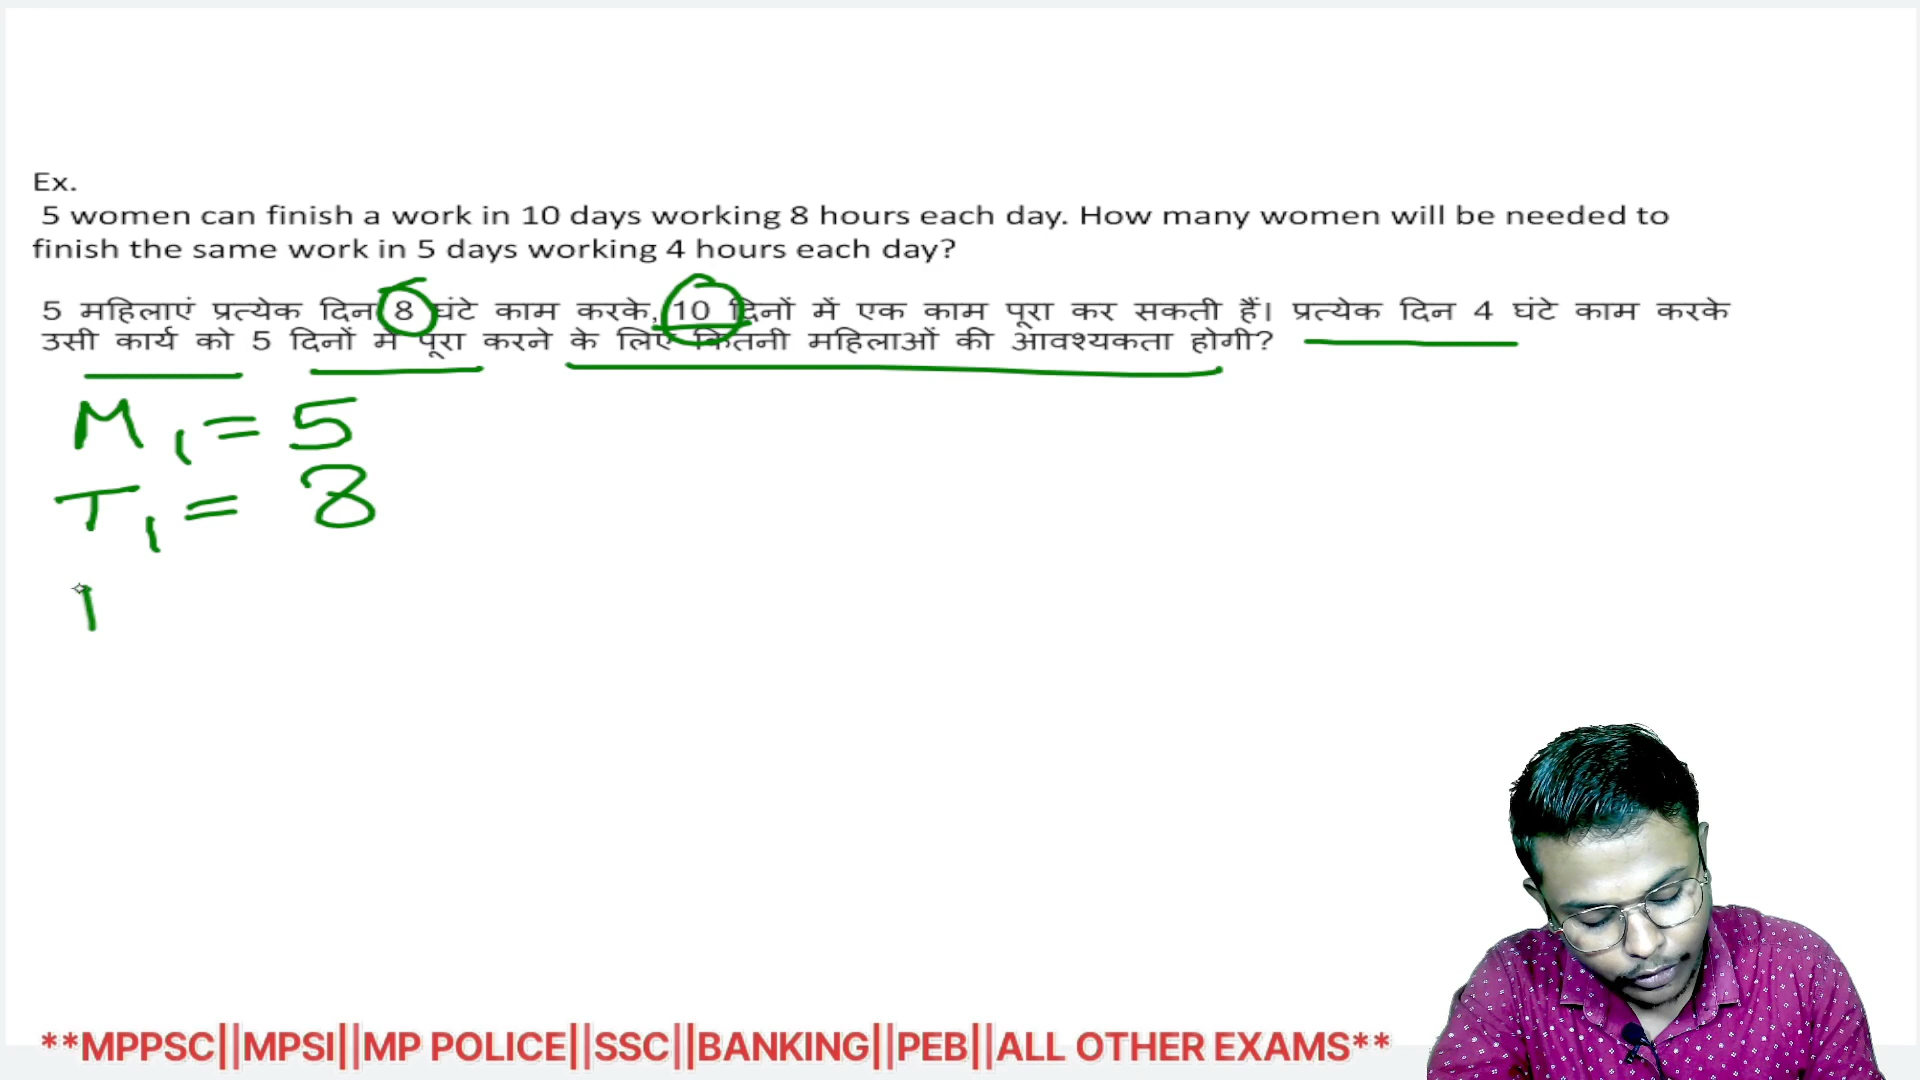 Ex.
5 women can finish a work in 10 days working 8 hours each day. How many women will be needed to
finish the same work in 5 days working 4 hours each day?
5 महिलाएं प्रत्येक दिन 8 घंटे काम करके, 10 दिनों में एक काम पूरा कर सकती हैं। प्रत्येक दिन 4 घंटे काम करके
उसी कार्य को 5 दिनों में पूरा करने के लिए कितनी महिलाओं की आवश्यकता होगी?
M₁ = 5
T₁ = 8
**MPPSC||MPSI||MP POLICE||SSC||BANKING||PEB||ALL OTHER EXAMS**